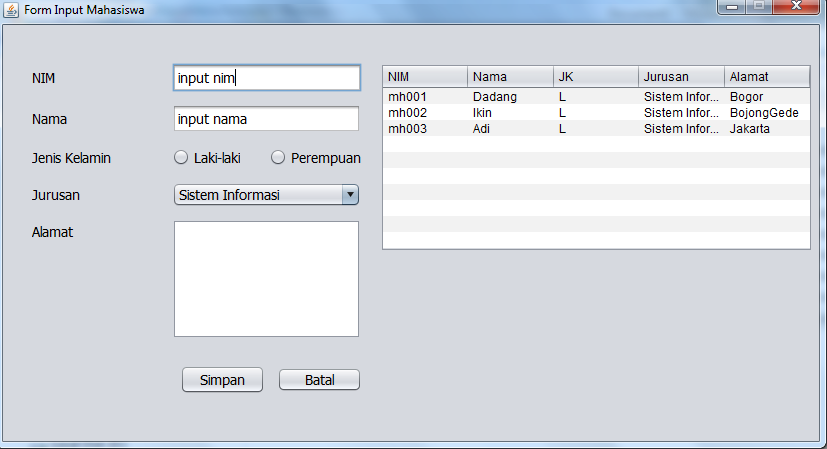 Form Input Mahasiswa
NIM input nim
Nama input nama
Jenis Kelamin Laki-laki Perempuan
Jurusan Sistem Informasi
Alamat
Simpan Batal
NIM Nama JK Jurusan Alamat
mh001 Dadang L Sistem Infor... Bogor
mh002 Ikin L Sistem Infor... BojongGede
mh003 Adi L Sistem Infor... Jakarta